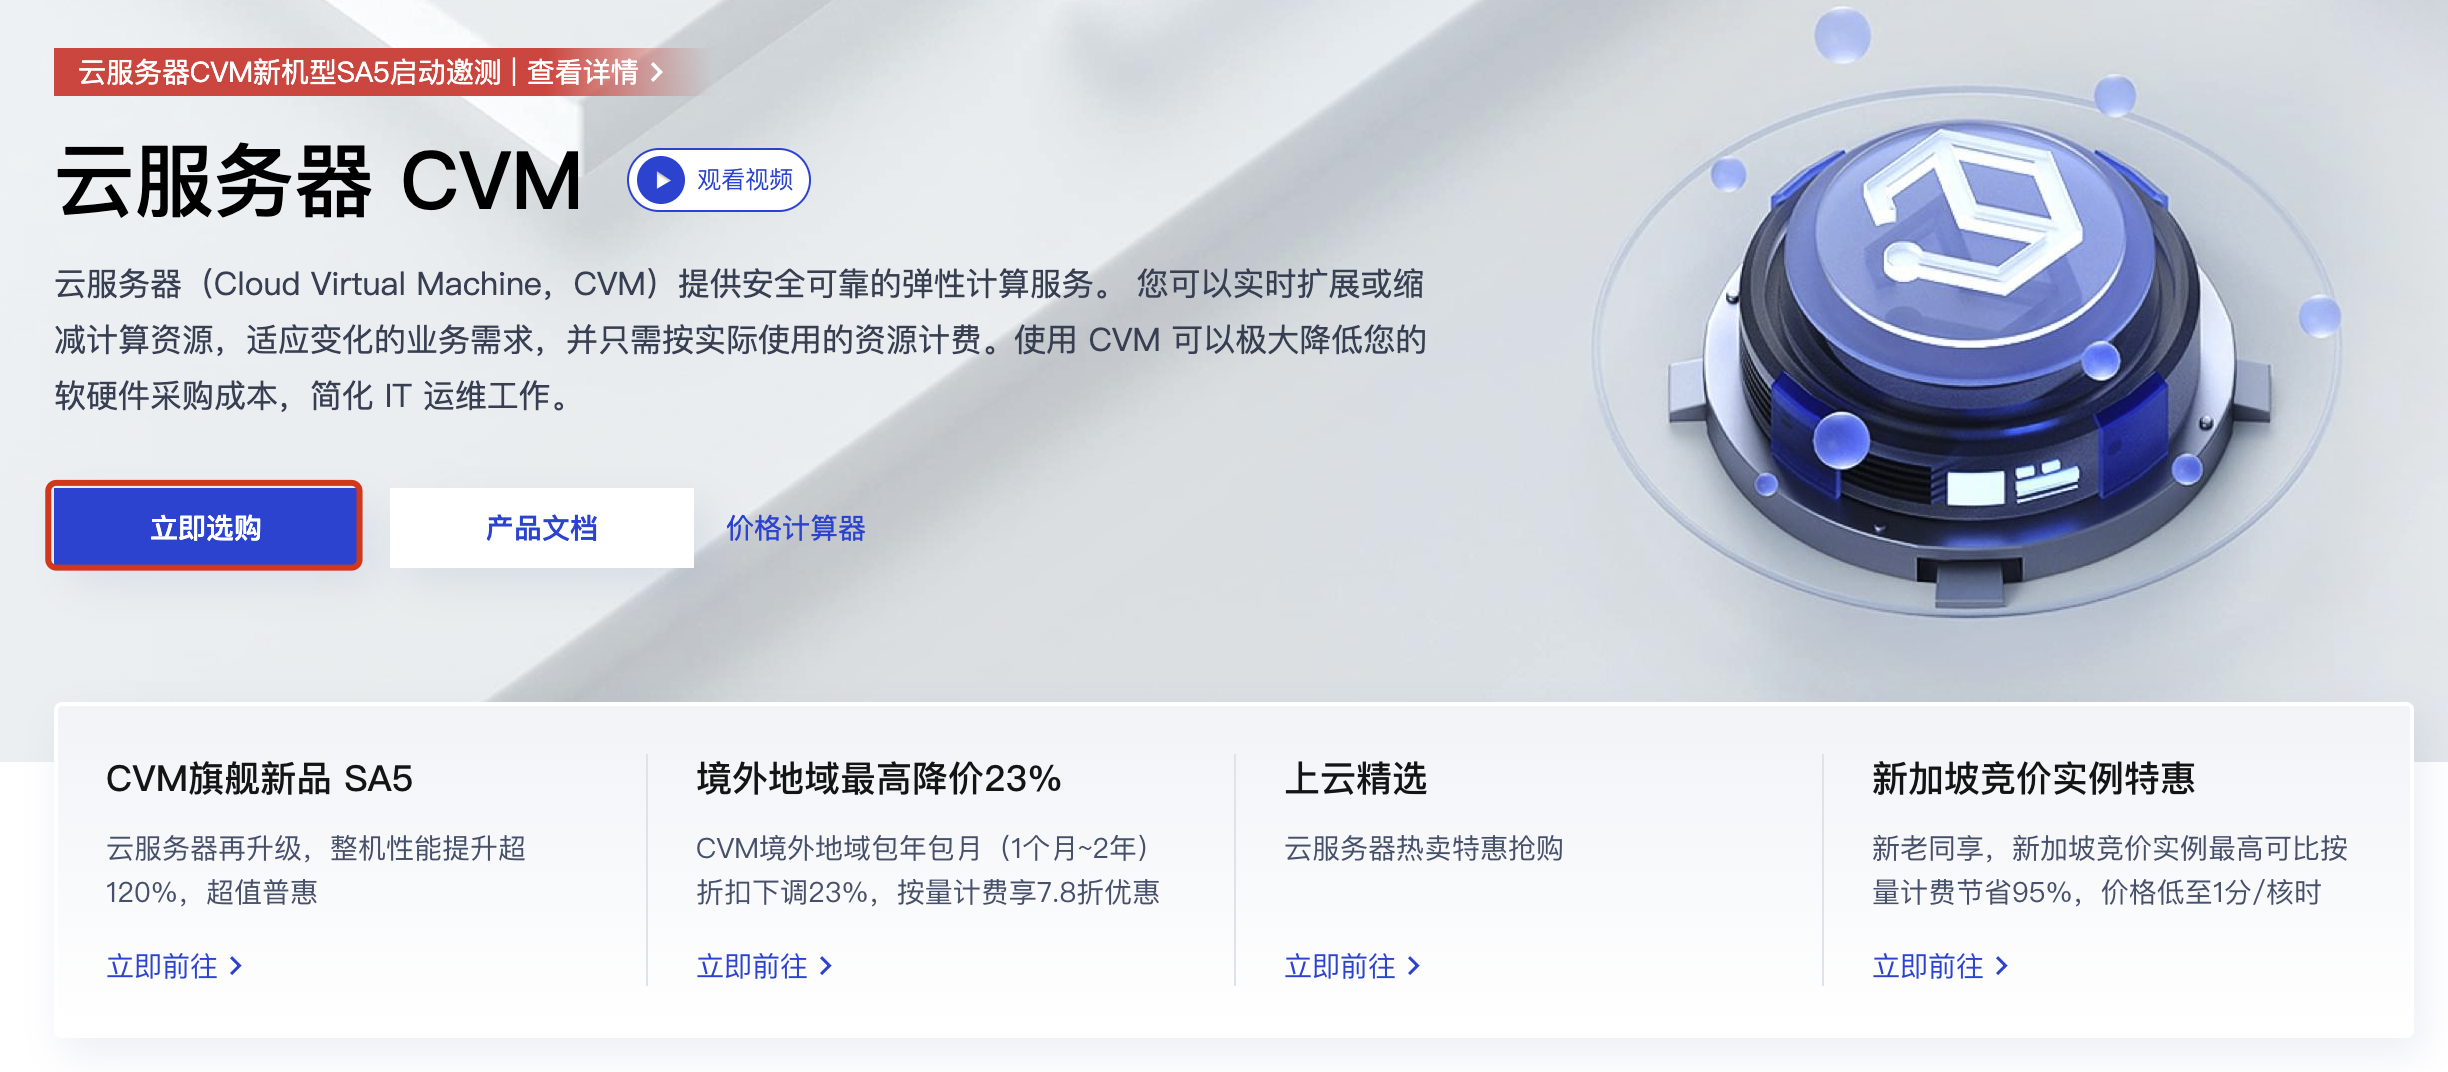 云服务器CVM新机型SA5启动邀测 | 查看详情
云服务器 CVM
观看视频
云服务器（Cloud Virtual Machine，CVM）提供安全可靠的弹性计算服务。 您可以实时扩展或缩
减计算资源，适应变化的业务需求，并只需按实际使用的资源计费。使用 CVM 可以极大降低您的
软硬件采购成本，简化 IT 运维工作。
立即选购
产品文档
价格计算器
CVM旗舰新品 SA5
云服务器再升级，整机性能提升超
120%，超值普惠
立即前往
境外地域最高降价23%
CVM境外地域包年包月（1个月~2年）
折扣下调23%，按量计费享7.8折优惠
立即前往
上云精选
云服务器热卖特惠抢购
立即前往
新加坡竞价实例特惠
新老同享，新加坡竞价实例最高可比按
量计费节省95%，价格低至1分/核时
立即前往